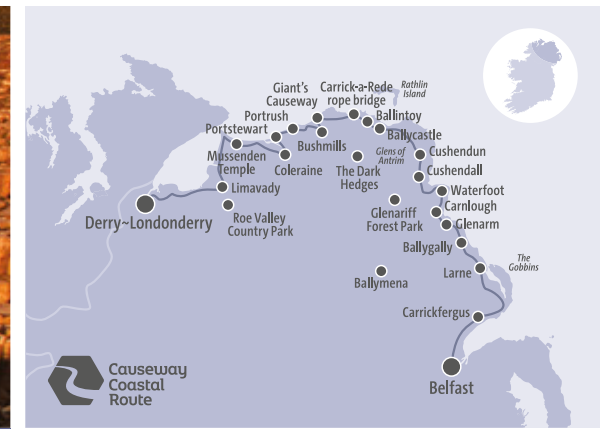 Giant's
Causeway
Carrick-a-Rede
rope bridge
Rathlin
Island
Portrush
Ballintoy
Portstewart
Bushmills
Ballycastle
Mussenden
Temple
Coleraine
The Dark
Hedges
Glens of
Antrim
Cushendun
Cushendall
Limavady
Waterfoot
Derry~Londonderry
Roe Valley
Country Park
Glenariff
Forest Park
Carnlough
Glenarm
Ballygally
Larne
The
Gobbins
Ballymena
Carrickfergus
Belfast
Causeway
Coastal
Route